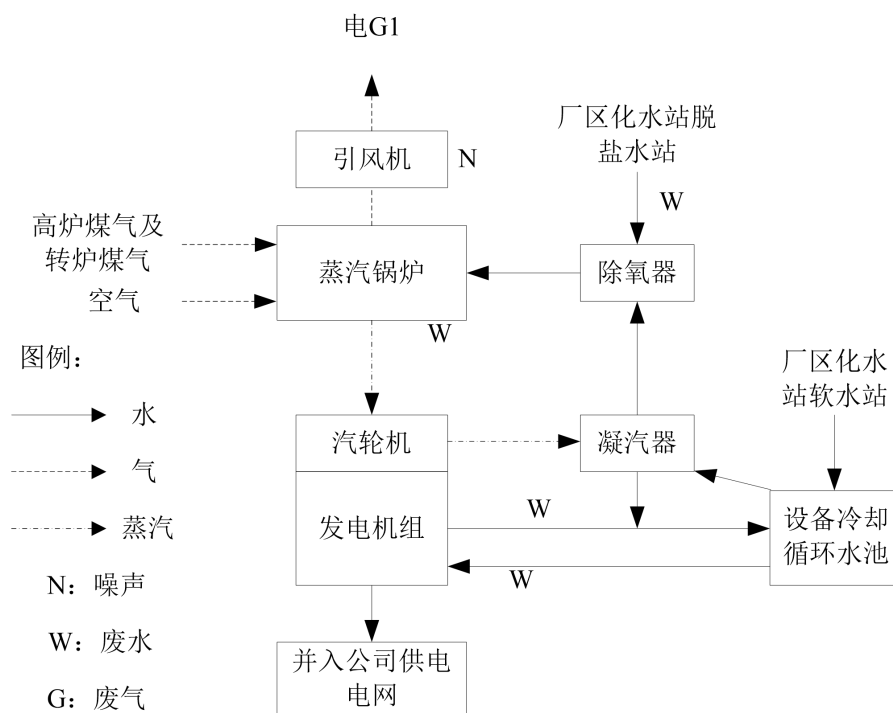 电G1
引风机
N
厂区化水站脱
盐水站
W
高炉煤气及
转炉煤气
空气
蒸汽锅炉
W
除氧器
图例：
水
气
蒸汽
N：噪声
W：废水
G：废气
汽轮机
发电机组
凝汽器
厂区化水
站软水站
W
W
设备冷却
循环水池
并入公司供电
电网